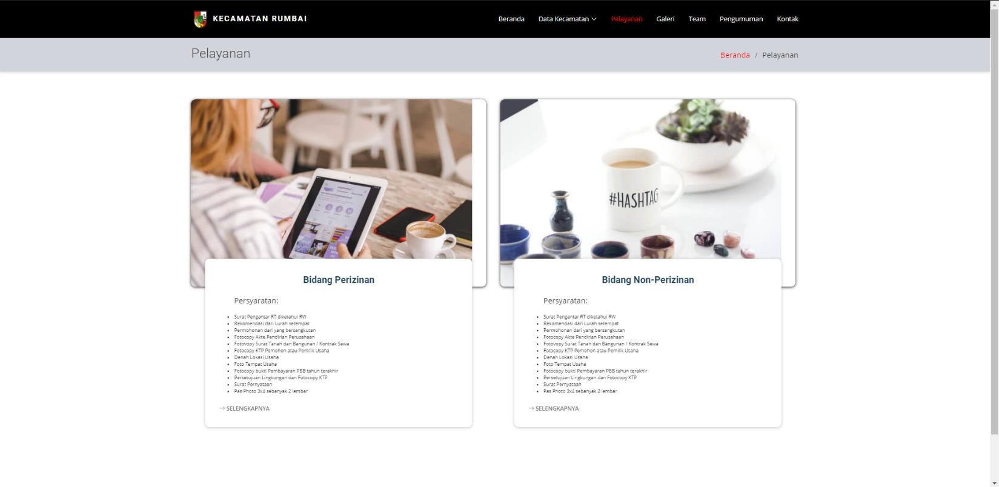 KECAMATAN RUMBAI
Beranda Data Kecamatan Pelayanan Galeri Team Pengumuman Kontak
Pelayanan
Beranda / Pelayanan
#HASHTAG
Bidang Perizinan
Persyaratan:
Surat Pengantar RT diketahui RW
Rekomendasi dari Lurah setempat
Permohonan dari yang bersangkutan
Fotocopy Akte Pendirian Perusahaan
Fotovopy Surat Tanah dan Bangunan / Kontrak Sewa
Fotocopy KTP Pemohon atau Pemilik Usaha
Denah Lokasi Usaha
Foto Tempat Usaha
Fotocopy bukti Pembayaran PBB tahun terakhir
Persetujuan Lingkungan dan Fotocopy KTP
Surat Pernyataan
Pas Photo 3x4 sebanyak 2 lembar
→ SELENGKAPNYA
Bidang Non-Perizinan
Persyaratan:
Surat Pengantar RT diketahui RW
Rekomendasi dari Lurah setempat
Permohonan dari yang bersangkutan
Fotocopy Akte Pendirian Perusahaan
Fotovopy Surat Tanah dan Bangunan / Kontrak Sewa
Fotocopy KTP Pemohon atau Pemilik Usaha
Denah Lokasi Usaha
Foto Tempat Usaha
Fotocopy bukti Pembayaran PBB tahun terakhir
Persetujuan Lingkungan dan Fotocopy KTP
Surat Pernyataan
Pas Photo 3x4 sebanyak 2 lembar
→ SELENGKAPNYA